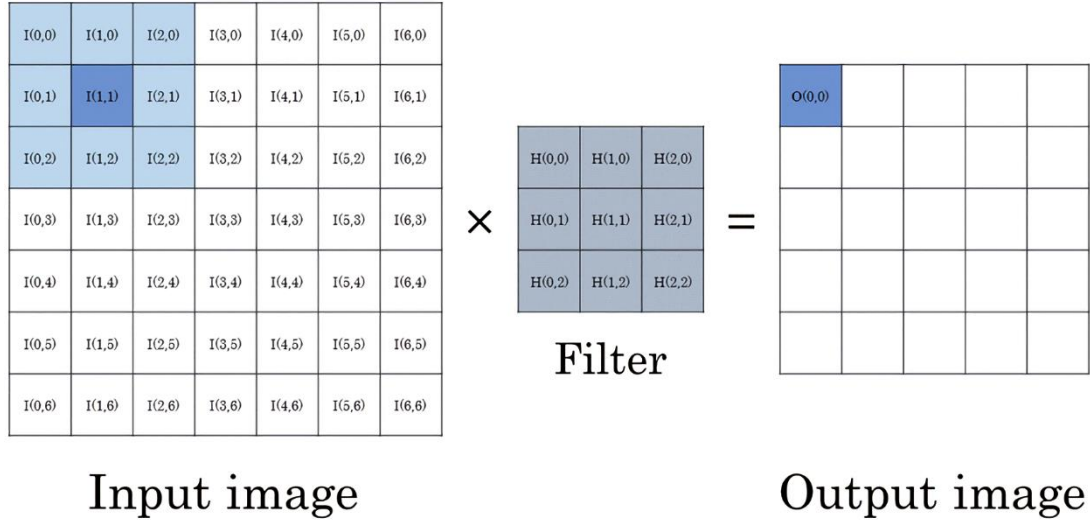 I(0,0) I(1,0) I(2,0) I(3,0) I(4,0) I(5,0) I(6,0)
I(0,1) I(1,1) I(2,1) I(3,1) I(4,1) I(5,1) I(6,1)
I(0,2) I(1,2) I(2,2) I(3,2) I(4,2) I(5,2) I(6,2)
I(0,3) I(1,3) I(2,3) I(3,3) I(4,3) I(5,3) I(6,3)
I(0,4) I(1,4) I(2,4) I(3,4) I(4,4) I(5,4) I(6,4)
I(0,5) I(1,5) I(2,5) I(3,5) I(4,5) I(5,5) I(6,5)
I(0,6) I(1,6) I(2,6) I(3,6) I(4,6) I(5,6) I(6,6)
Input image
×
H(0,0) H(1,0) H(2,0)
H(0,1) H(1,1) H(2,1)
H(0,2) H(1,2) H(2,2)
Filter
=
O(0,0)
Output image